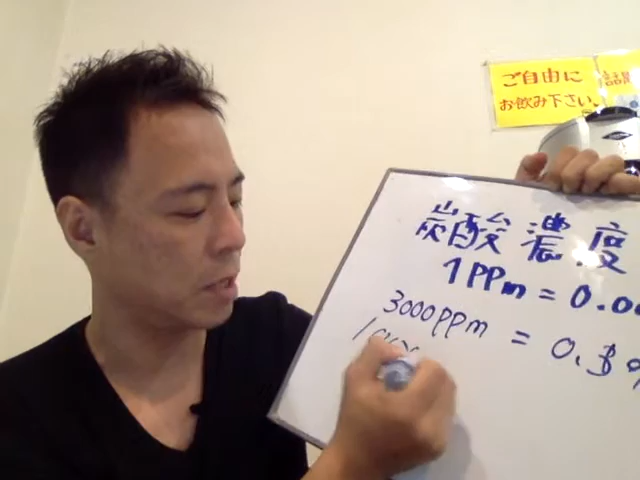 ご自由に
お飲み下さい。
炭酸濃度
1PPm = 0.00
3000ppm = 0.3%